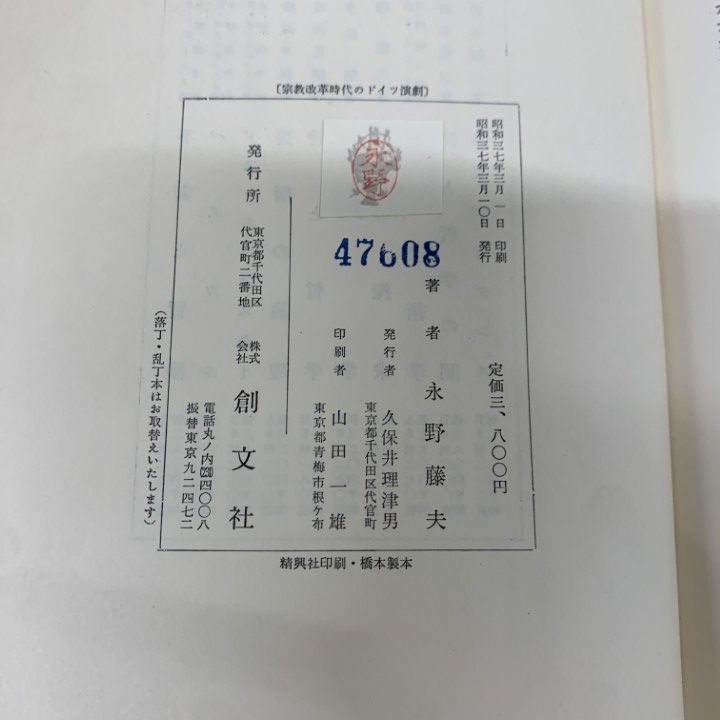 〔宗教改革時代のドイツ演劇〕
昭和三七年三月一日 印刷
昭和三七年三月一〇日 発行
定価三、八〇〇円
永野
47608
著者 永野藤夫
発行者 久保井理津男
東京都千代田区代官町
印刷者 山田一雄
東京都青梅市根ケ布
発行所
東京都千代田区
代官町二番地
株式
会社
創文社
電話丸ノ内四〇〇八
振替東京九二四七二
(落丁・乱丁本はお取替えいたします)
精興社印刷・橋本製本